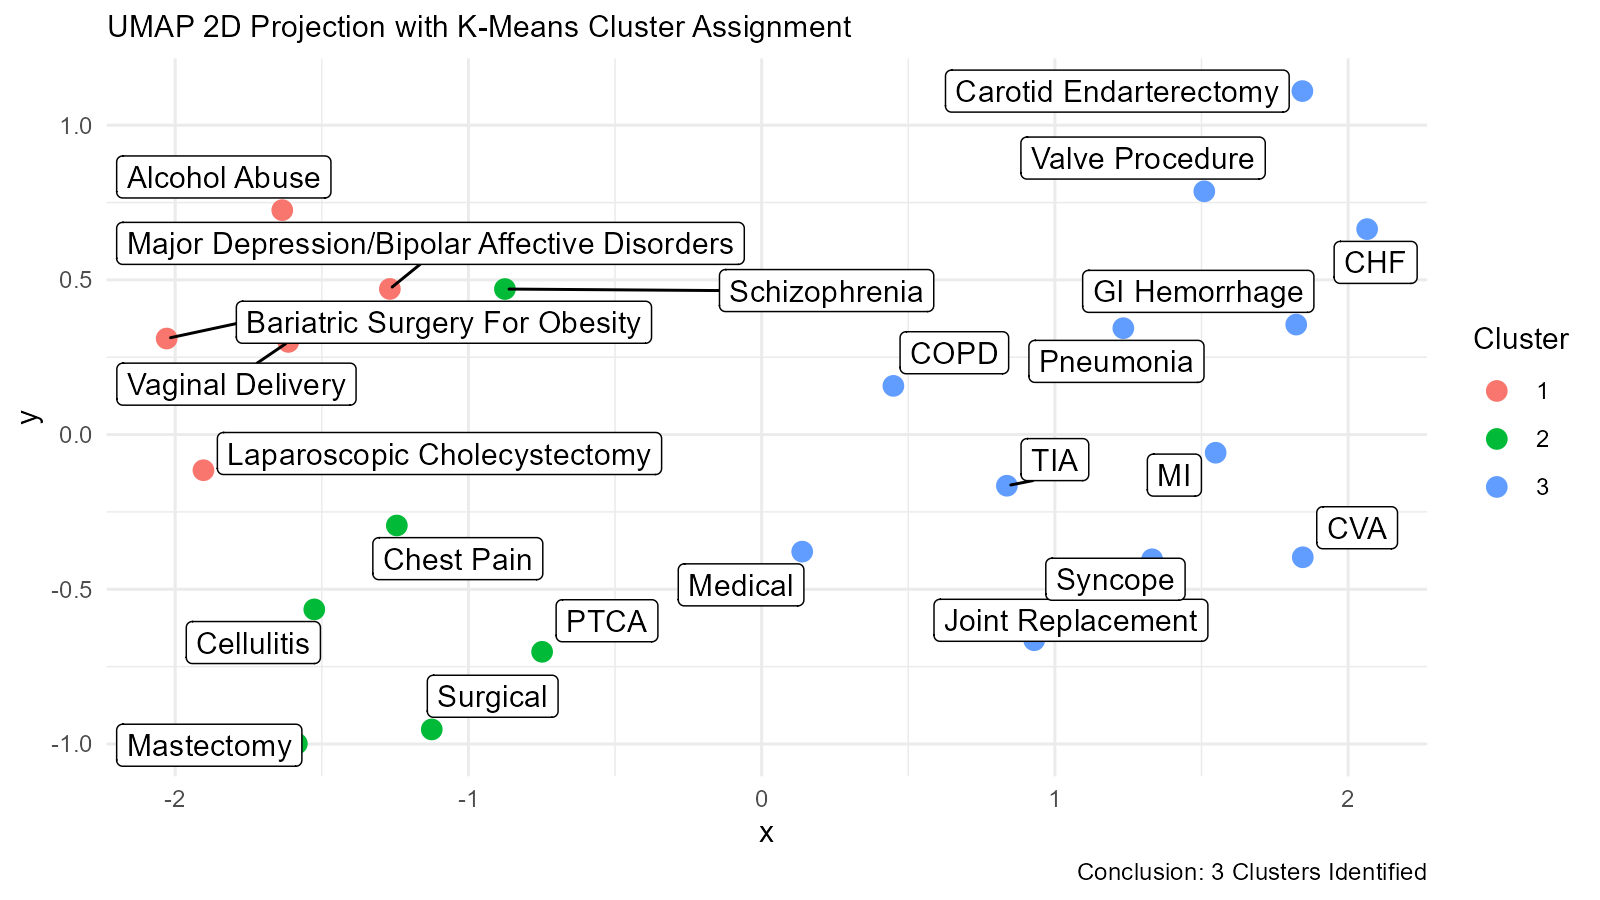 UMAP 2D Projection with K-Means Cluster Assignment
Carotid Endarterectomy
1.0
Valve Procedure
Alcohol Abuse
Major Depression/Bipolar Affective Disorders
CHF
0.5
Schizophrenia
GI Hemorrhage
Bariatric Surgery For Obesity
COPD
Pneumonia
Vaginal Delivery
y
0.0
Laparoscopic Cholecystectomy
TIA
MI
CVA
Chest Pain
Medical
Syncope
-0.5
PTCA
Joint Replacement
Cellulitis
Surgical
Mastectomy
-1.0
-2
-1
0
1
2
x
Cluster
1
2
3
Conclusion: 3 Clusters Identified